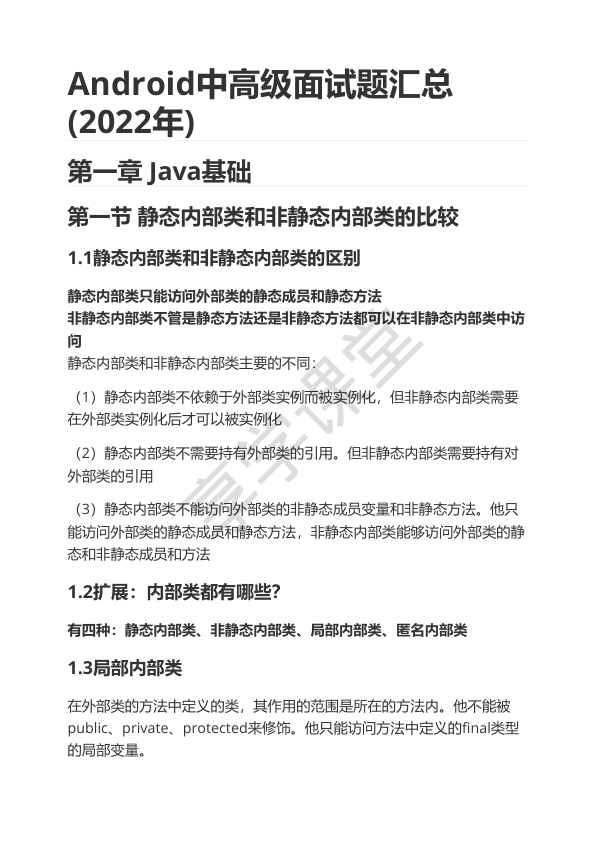 Android中高级面试题汇总
(2022年)
第一章 Java基础
第一节 静态内部类和非静态内部类的比较
1.1静态内部类和非静态内部类的区别
静态内部类只能访问外部类的静态成员和静态方法
非静态内部类不管是静态方法还是非静态方法都可以在非静态内部类中访
问
静态内部类和非静态内部类主要的不同：
（1）静态内部类不依赖于外部类实例而被实例化，但非静态内部类需要
在外部类实例化后才可以被实例化
（2）静态内部类不需要持有外部类的引用。但非静态内部类需要持有对
外部类的引用
（3）静态内部类不能访问外部类的非静态成员变量和非静态方法。他只
能访问外部类的静态成员和静态方法，非静态内部类能够访问外部类的静
态和非静态成员和方法
1.2扩展：内部类都有哪些？
有四种：静态内部类、非静态内部类、局部内部类、匿名内部类
1.3局部内部类
在外部类的方法中定义的类，其作用的范围是所在的方法内。他不能被
public、private、protected来修饰。他只能访问方法中定义的final类型
的局部变量。
享学课堂